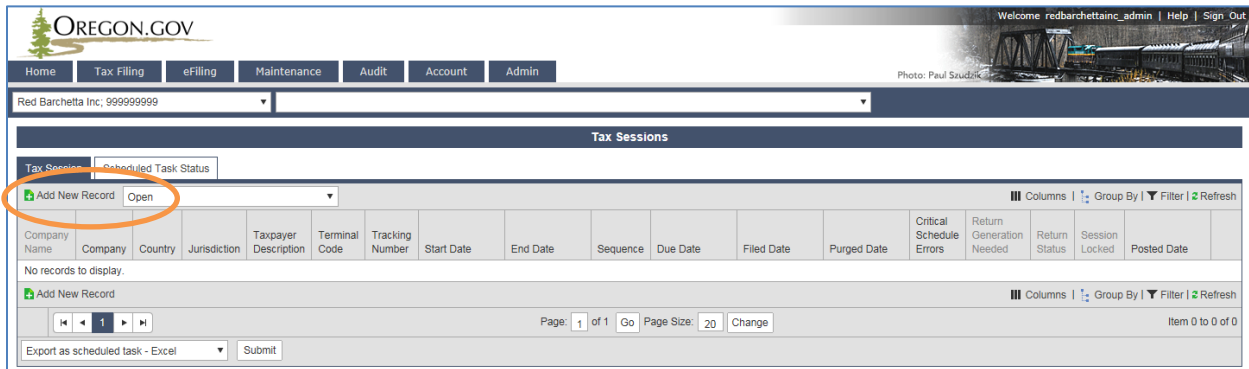 Welcome redbarchettainc_admin | Help | Sign Out
OREGON.GOV
Home Tax Filing eFiling Maintenance Audit Account Admin
Photo: Paul Szudzik
Red Barchetta Inc; 999999999
Tax Sessions
Tax Session Scheduled Task Status
Add New Record Open Columns | Group By | Filter | Refresh
Company Name Company Country Jurisdiction Taxpayer Description Terminal Code Tracking Number Start Date End Date Sequence Due Date Filed Date Purged Date Critical Schedule Errors Return Generation Needed Return Status Session Locked Posted Date
No records to display.
Add New Record Columns | Group By | Filter | Refresh
1 Page: 1 of 1 Go Page Size: 20 Change Item 0 to 0 of 0
Export as scheduled task - Excel Submit